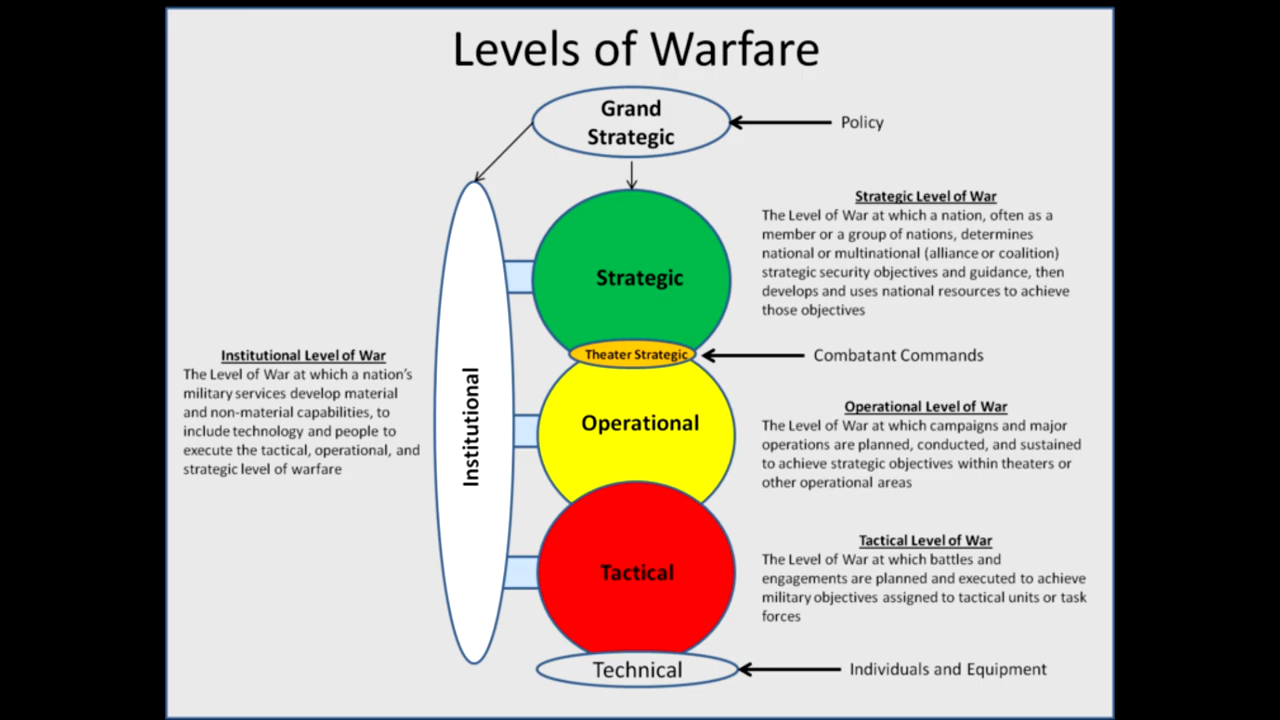 Levels of Warfare
Grand
Strategic
Policy
Strategic Level of War
The Level of War at which a nation, often as a
member or a group of nations, determines
national or multinational (alliance or coalition)
strategic security objectives and guidance, then
develops and uses national resources to achieve
those objectives
Strategic
Theater Strategic
Combatant Commands
Institutional Level of War
The Level of War at which a nation's
military services develop material
and non-material capabilities, to
include technology and people to
execute the tactical, operational, and
strategic level of warfare
Institutional
Operational
Operational Level of War
The Level of War at which campaigns and major
operations are planned, conducted, and sustained
to achieve strategic objectives within theaters or
other operational areas
Tactical
Tactical Level of War
The Level of War at which battles and
engagements are planned and executed to achieve
military objectives assigned to tactical units or task
forces
Technical
Individuals and Equipment